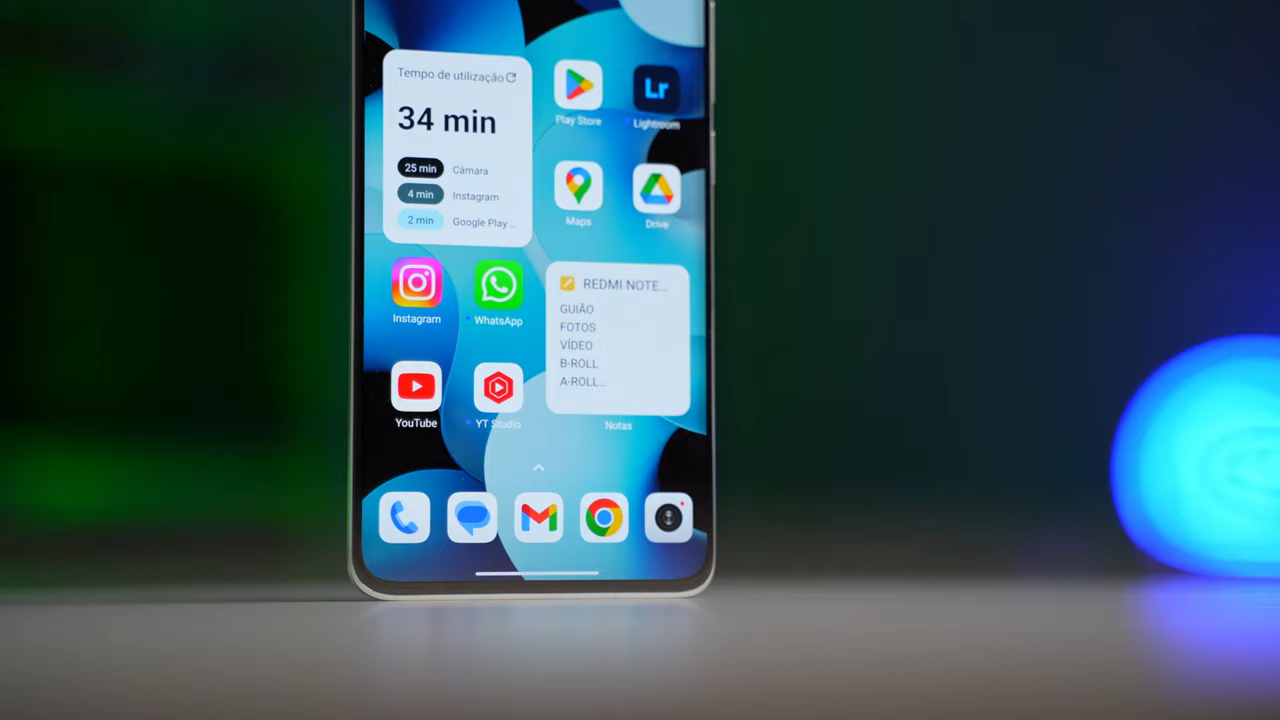 Tempo de utilização
34 min
25 min Câmara
4 min Instagram
2 min Google Play ...
Play Store
Lr
Lightroom
Maps
Drive
Instagram
WhatsApp
REDMI NOTE...
GUIÃO
FOTOS
VÍDEO
B-ROLL
A-ROLL...
Notas
YouTube
YT Studio